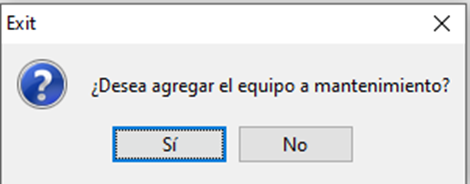 Exit
¿Desea agregar el equipo a mantenimiento?
Sí
No